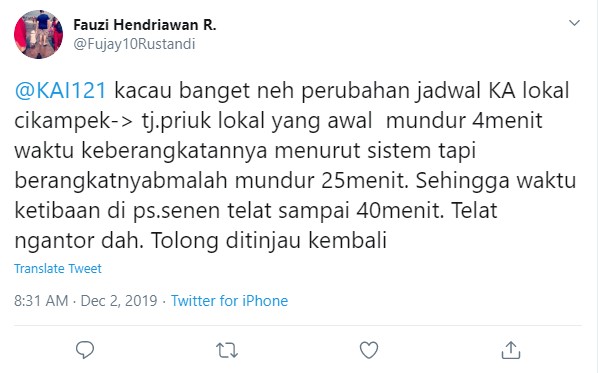 Fauzi Hendriawan R.
@Fujay10Rustandi
@KAI121 kacau banget neh perubahan jadwal KA lokal
cikampek-> tj.priuk lokal yang awal  mundur 4menit
waktu keberangkatannya menurut sistem tapi
berangkatnyabmalah mundur 25menit. Sehingga waktu
ketibaan di ps.senen telat sampai 40menit. Telat
ngantor dah. Tolong ditinjau kembali
Translate Tweet
8:31 AM · Dec 2, 2019 · Twitter for iPhone